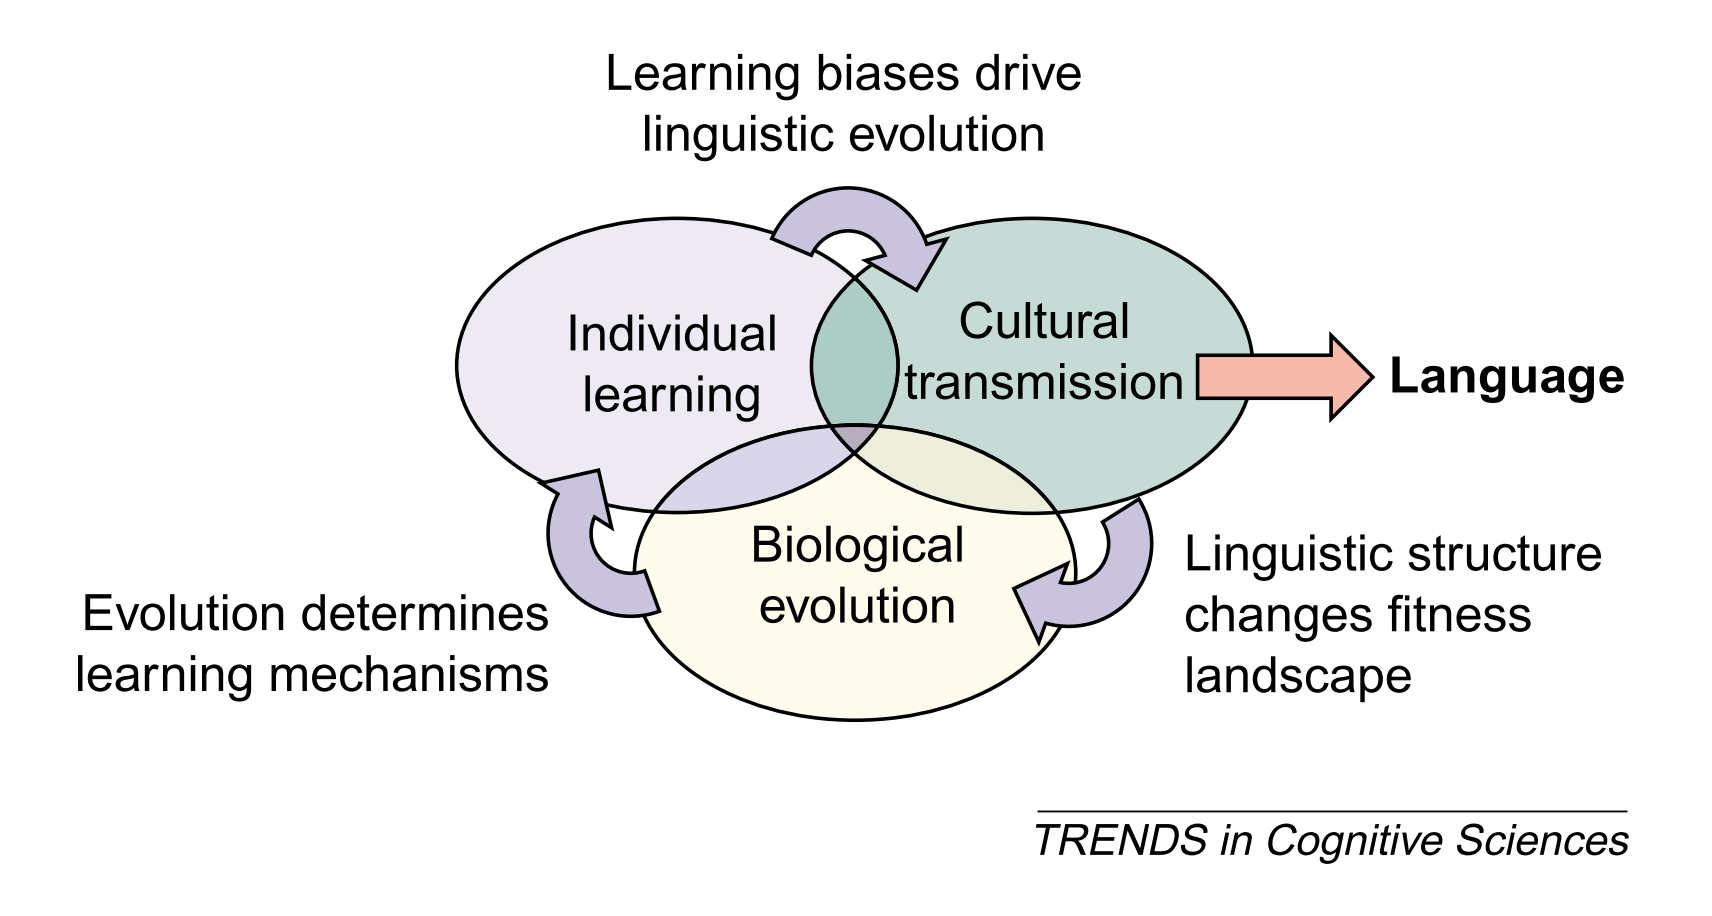 Learning biases drive
linguistic evolution
Individual
learning
Cultural
transmission
Language
Biological
evolution
Evolution determines
learning mechanisms
Linguistic structure
changes fitness
landscape
TRENDS in Cognitive Sciences